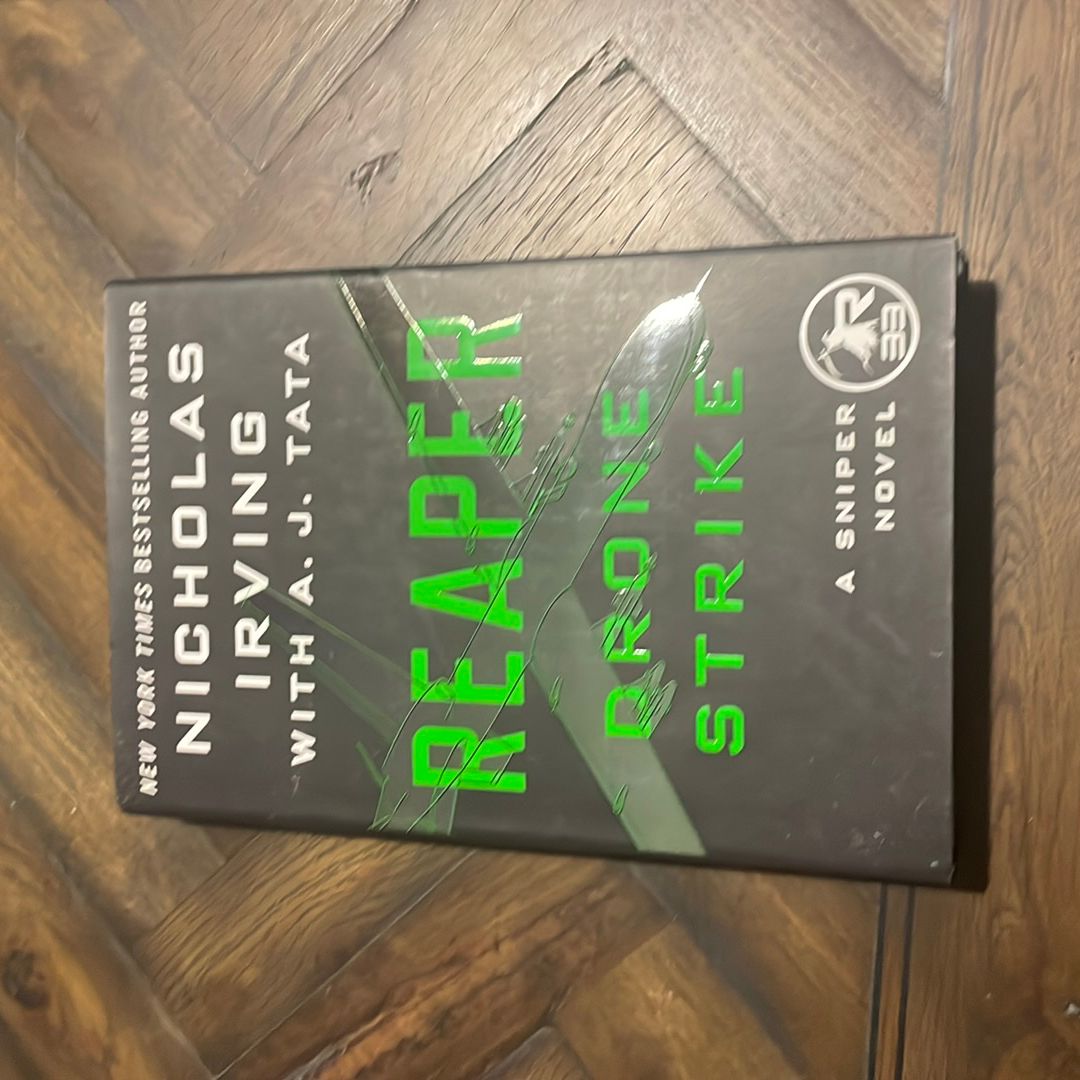 NEW YORK TIMES BESTSELLING AUTHOR
NICHOLAS
IRVING
WITH A. J. TATA
REAPER
DRONE
STRIKE
A SNIPER
NOVEL
R
33